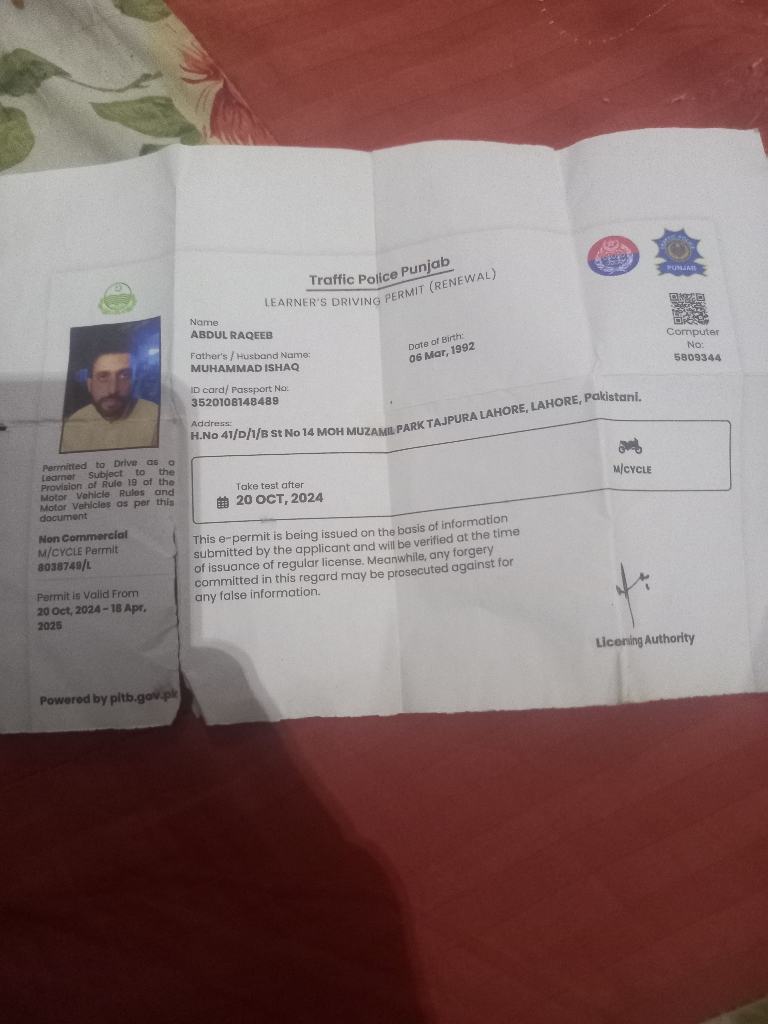 Traffic Police Punjab
LEARNER'S DRIVING PERMIT (RENEWAL)
PUNJAB
Computer
No:
5809344
Name
ABDUL RAQEEB
Father's / Husband Name:
MUHAMMAD ISHAQ
Date of Birth:
06 Mar, 1992
ID card/ Passport No:
3520108148489
Address:
H.No 41/D/1/B St No 14 MOH MUZAMIL PARK TAJPURA LAHORE, LAHORE, Pakistani.
Take test after
20 OCT, 2024
M/CYCLE
This e-permit is being issued on the basis of information
submitted by the applicant and will be verified at the time
of issuance of regular license. Meanwhile, any forgery
committed in this regard may be prosecuted against for
any false information.
Licening Authority
Permitted to Drive as a
Learner Subject to the
Provision of Rule 19 of the
Motor Vehicle Rules and
Motor Vehicles as per this
document
Non Commercial
M/CYCLE Permit
8038749/L
Permit is Valid From
20 Oct, 2024 - 18 Apr,
2025
Powered by pitb.gov.pk